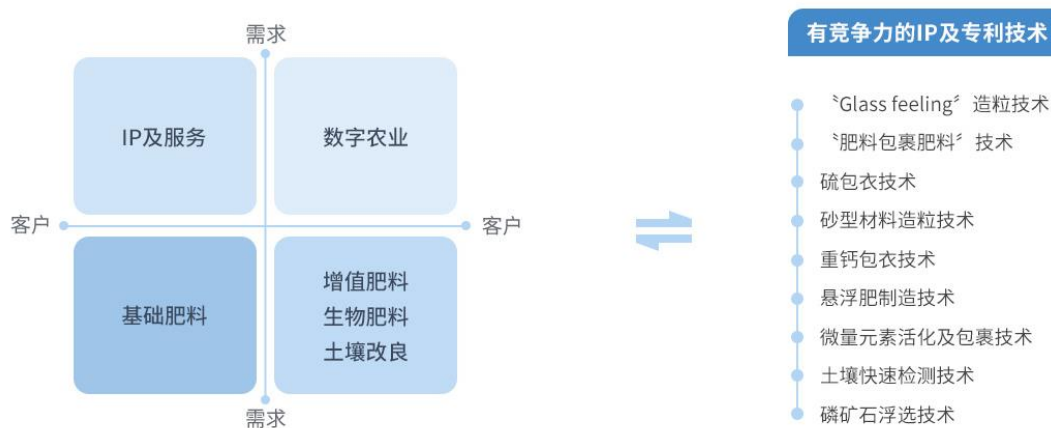 需求
IP及服务
数字农业
客户
客户
基础肥料
增值肥料
生物肥料
土壤改良
需求
有竞争力的IP及专利技术
〝Glass feeling〞造粒技术
〝肥料包裹肥料〞技术
硫包衣技术
砂型材料造粒技术
重钙包衣技术
悬浮肥制造技术
微量元素活化及包裹技术
土壤快速检测技术
磷矿石浮选技术